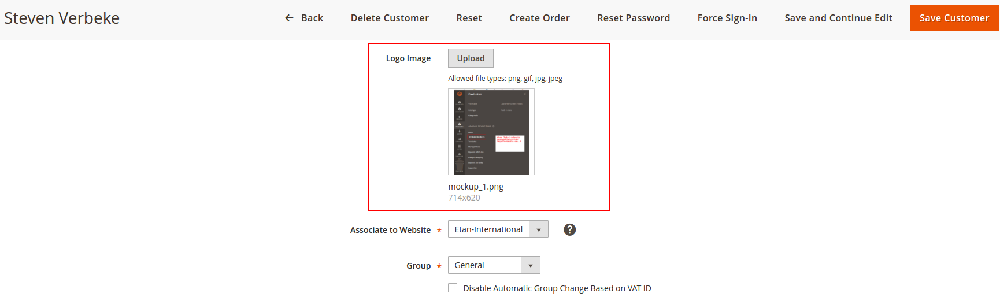 Steven Verbeke
Back
Delete Customer
Reset
Create Order
Reset Password
Force Sign-In
Save and Continue Edit
Save Customer
Logo Image
Upload
Allowed file types: png, gif, jpg, jpeg
Producten
mockup_1.png
714x620
Associate to Website *
Etan-International
?
Group *
General
Disable Automatic Group Change Based on VAT ID